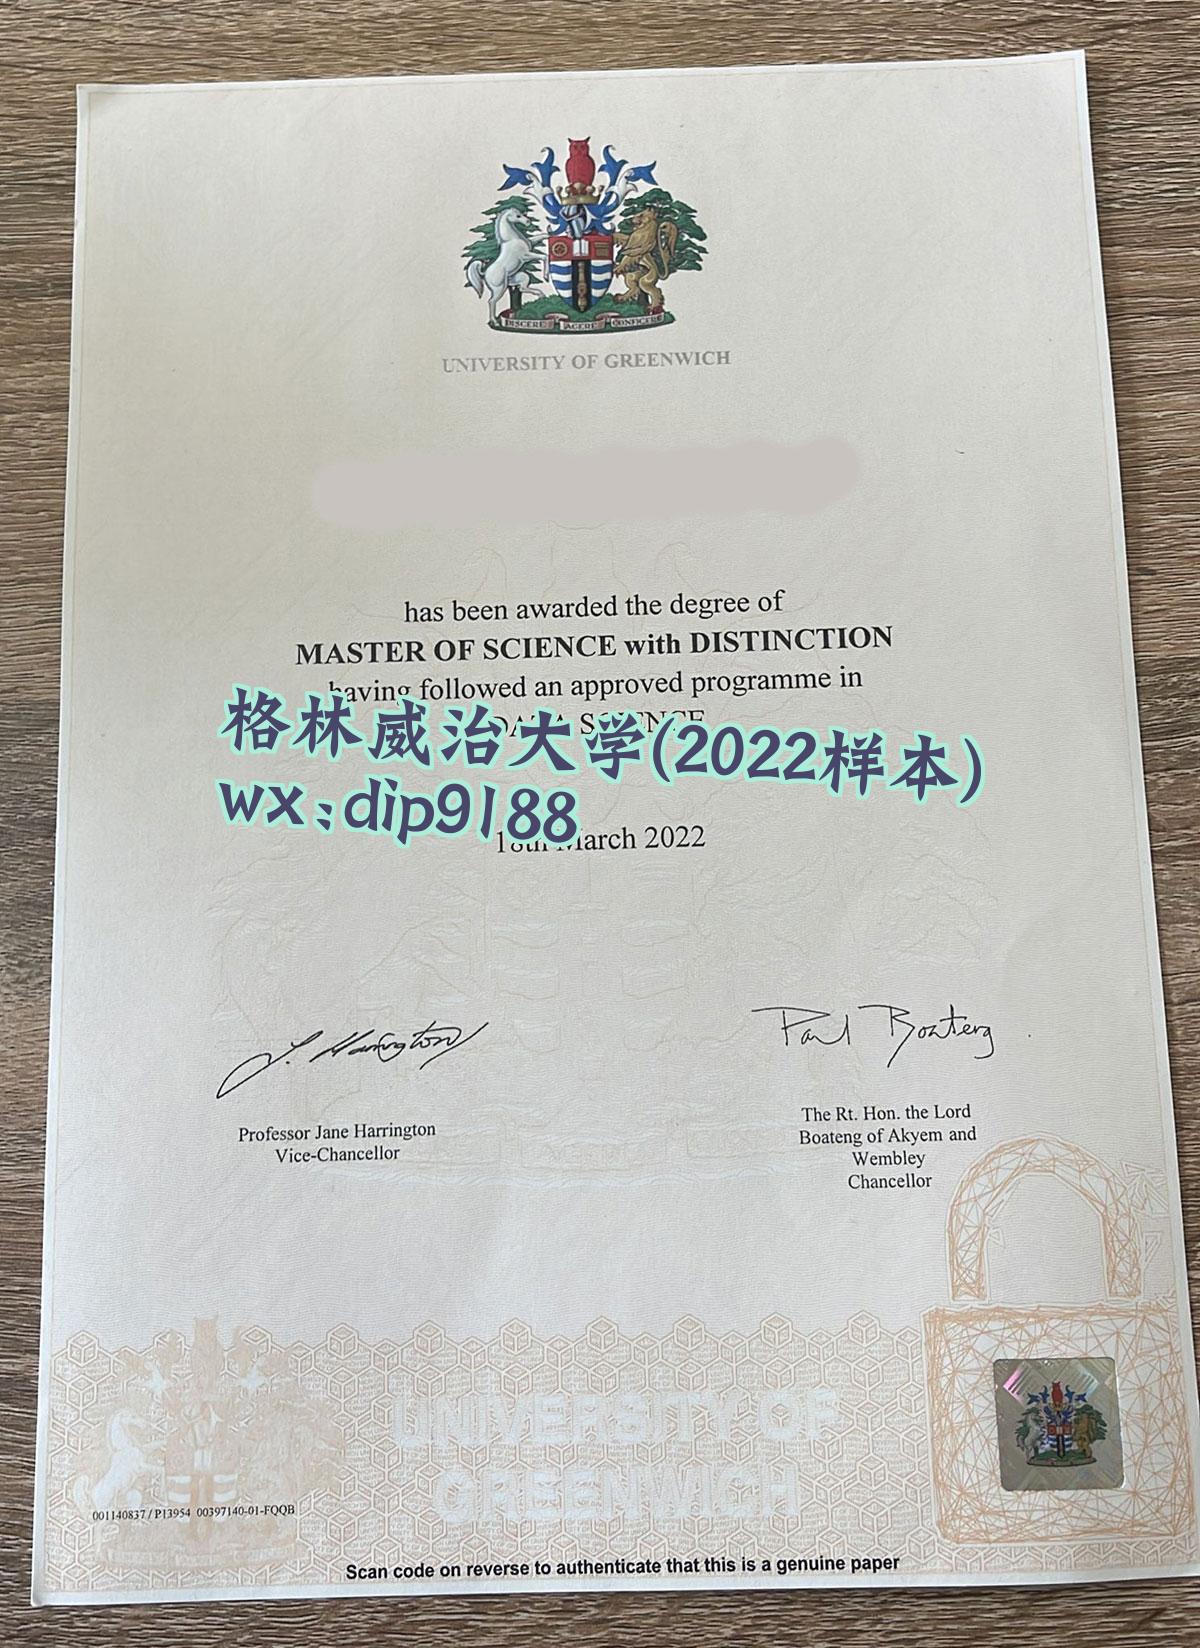 DISCERE AGERE CONFICERE
UNIVERSITY OF GREENWICH
has been awarded the degree of
MASTER OF SCIENCE with DISTINCTION
having followed an approved programme in
DATA SCIENCE
格林威治大学(2022样本)
wx:dip9188
18th March 2022
J. Harrington
Paul Boateng
Professor Jane Harrington
Vice-Chancellor
The Rt. Hon. the Lord
Boateng of Akyem and
Wembley
Chancellor
UNIVERSITY OF
GREENWICH
001140837 / P13954 00397140-01-FQQB
Scan code on reverse to authenticate that this is a genuine paper